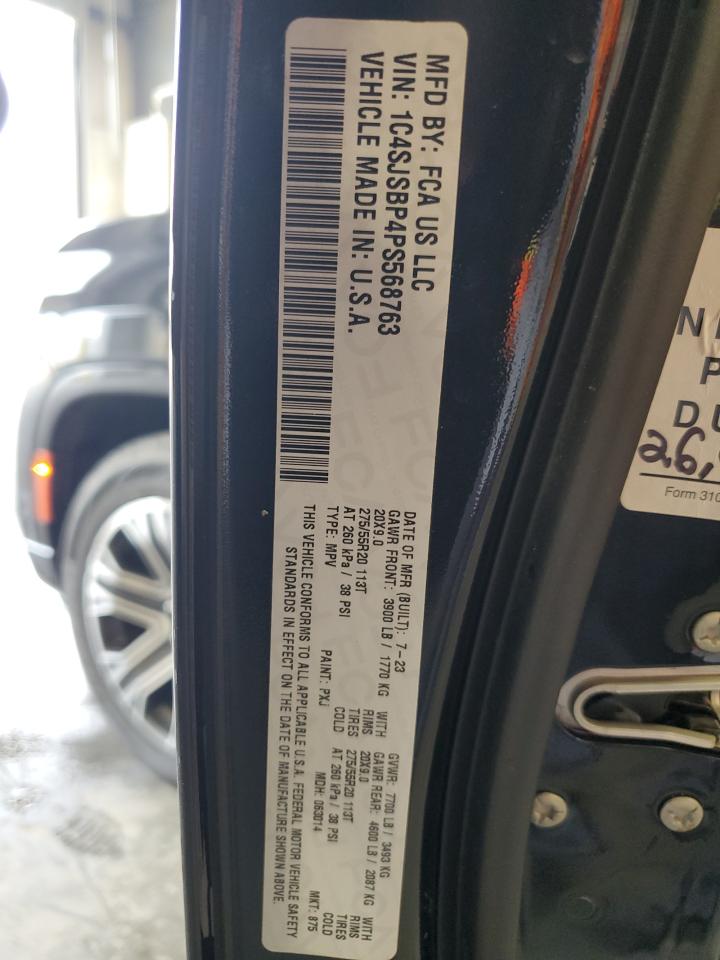 MFD BY: FCA US LLC
VIN: 1C4SJSBP4PS568763
VEHICLE MADE IN: U.S.A.
DATE OF MFR (BUILT): 7-23 GVWR: 7700 LB / 3493 KG
GAWR FRONT: 3900 LB / 1770 KG WITH GAWR REAR: 4600 LB / 2087 KG WITH
20X9.0 RIMS 20X9.0 RIMS
275/55R20 113T TIRES 275/55R20 113T TIRES
AT 260 kPa / 38 PSI COLD AT 260 kPa / 38 PSI COLD
TYPE: MPV PAINT: PXJ MDH: 063014 MKT: 875
THIS VEHICLE CONFORMS TO ALL APPLICABLE U.S.A. FEDERAL MOTOR VEHICLE SAFETY
STANDARDS IN EFFECT ON THE DATE OF MANUFACTURE SHOWN ABOVE.
N
P
DU
26,
Form 310